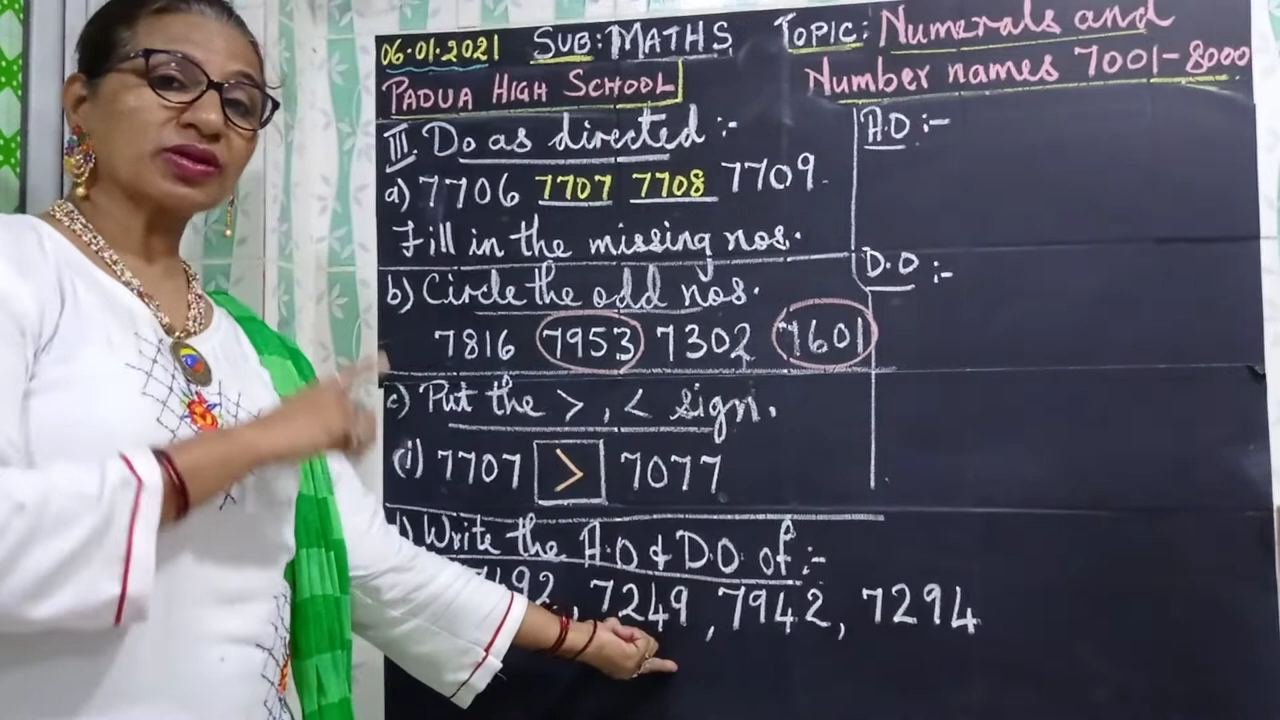 06.01.2021 SUB: MATHS TOPIC: Numerals and
PADUA HIGH SCHOOL Number names 7001-8000
III. Do as directed :-
a) 7706 7707 7708 7709.
Fill in the missing nos.
b) Circle the odd nos.
7816 7953 7302 7601
c) Put the >, < sign.
(i) 7707 > 7077
Write the A.O & D.O of :-
7249, 7942, 7294
A.O :-
D.O :-